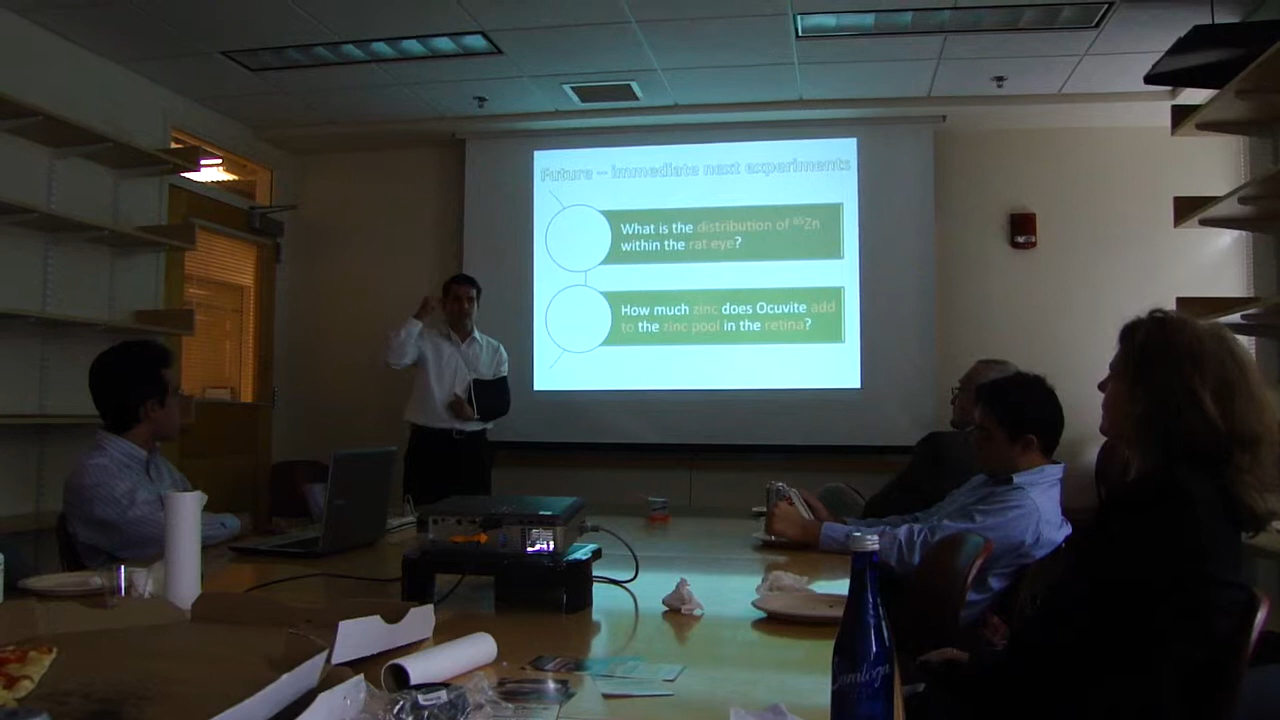 Future – immediate next experiments
What is the distribution of ⁶⁵Zn
within the rat eye?
How much zinc does Ocuvite add
to the zinc pool in the retina?
Saratoga